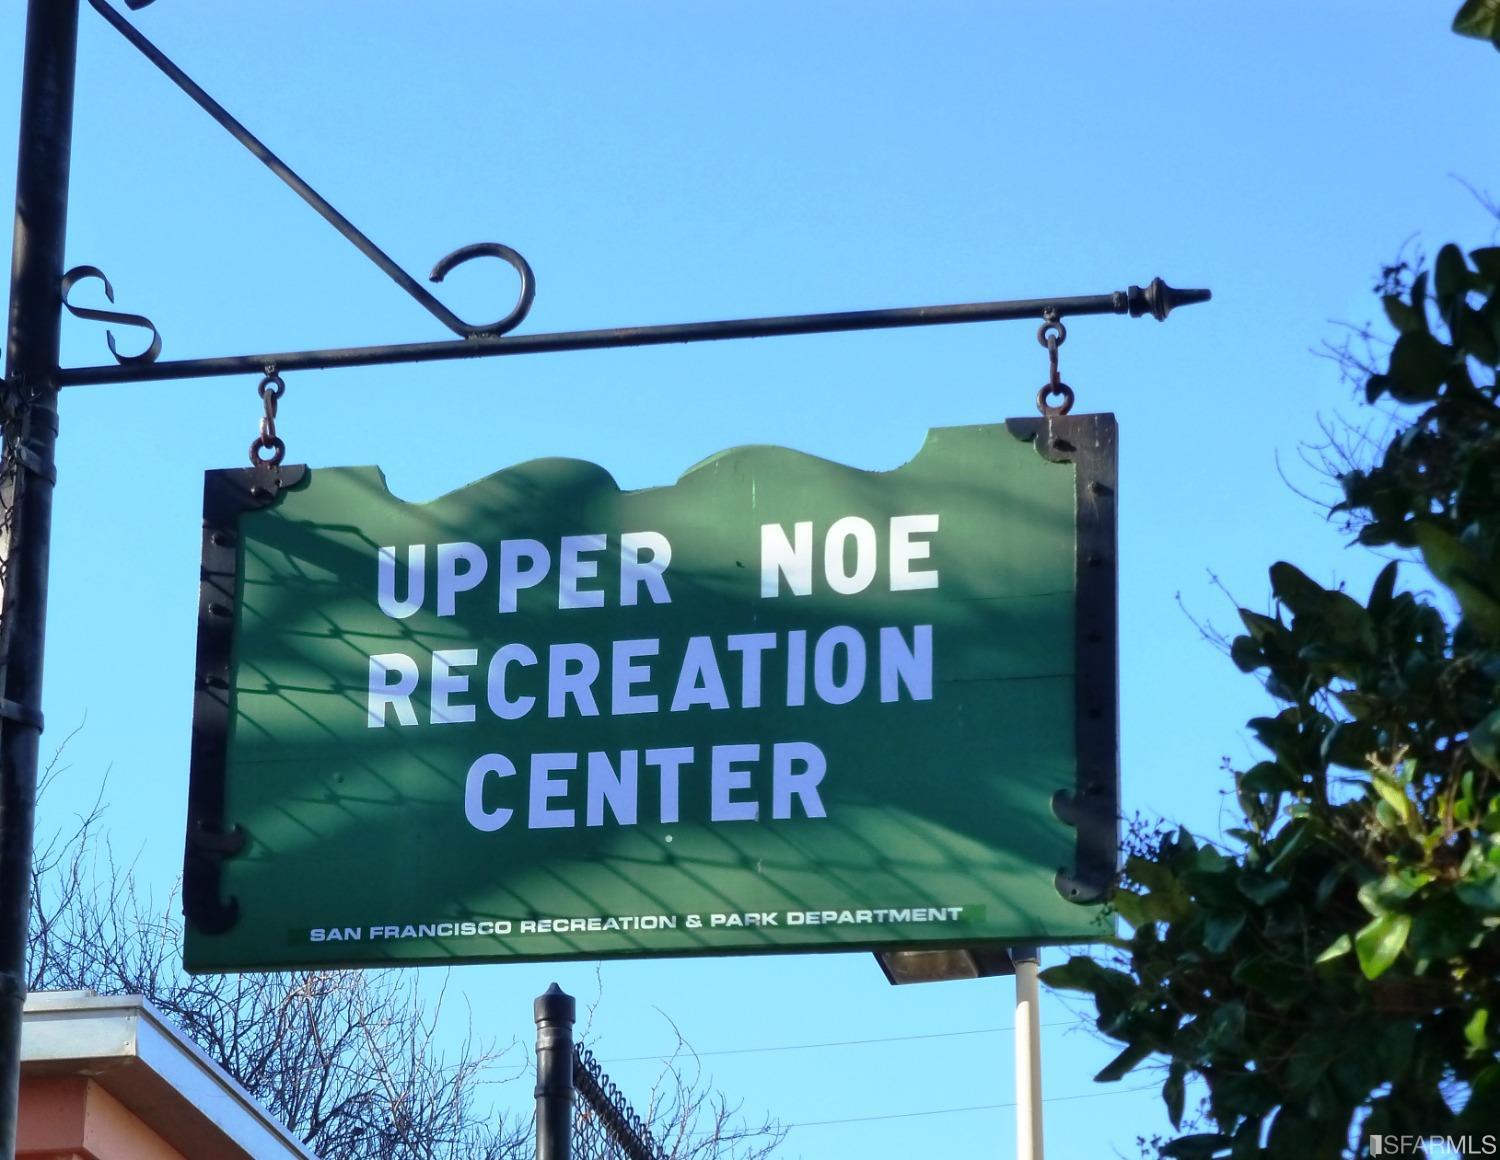 UPPER NOE
RECREATION
CENTER
SAN FRANCISCO RECREATION & PARK DEPARTMENT
SFARMLS